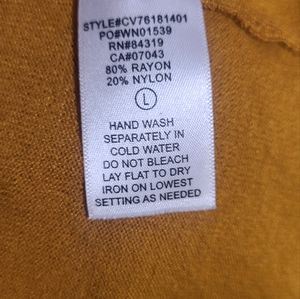 STYLE#CV76181401
PO#WN01539
RN#84319
CA#07043
80% RAYON
20% NYLON
L
HAND WASH
SEPARATELY IN
COLD WATER
DO NOT BLEACH
LAY FLAT TO DRY
IRON ON LOWEST
SETTING AS NEEDED